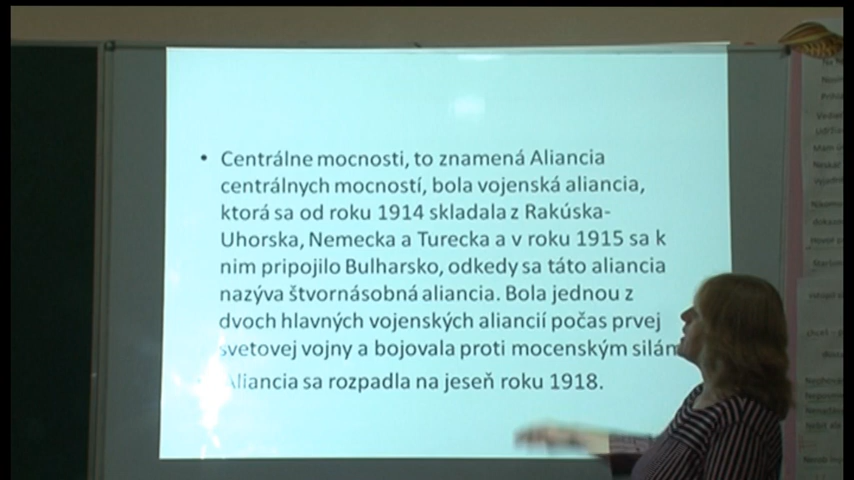 • Centrálne mocnosti, to znamená Aliancia
centrálnych mocností, bola vojenská aliancia,
ktorá sa od roku 1914 skladala z Rakúska-
Uhorska, Nemecka a Turecka a v roku 1915 sa k
nim pripojilo Bulharsko, odkedy sa táto aliancia
nazýva štvornásobná aliancia. Bola jednou z
dvoch hlavných vojenských aliancií počas prvej
svetovej vojny a bojovala proti mocenským silám
Aliancia sa rozpadla na jeseň roku 1918.